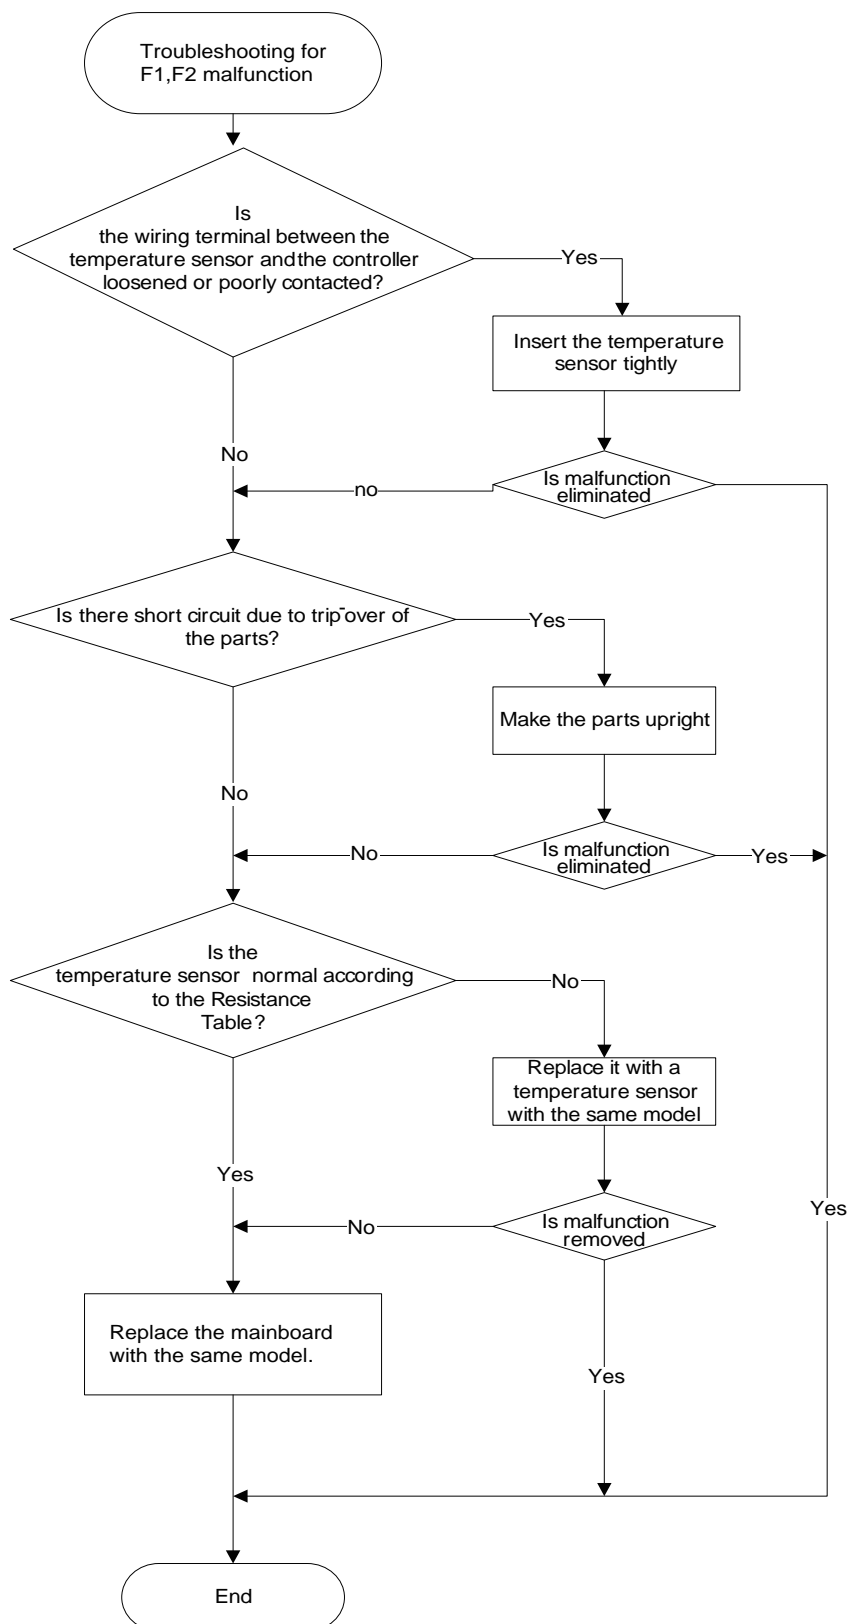 Troubleshooting for
F1,F2 malfunction
Is
the wiring terminal between the
temperature sensor and the controller
loosened or poorly contacted?
Yes
Insert the temperature
sensor tightly
No
no
Is malfunction
eliminated
Is there short circuit due to trip-over of
the parts?
Yes
Make the parts upright
No
No
Is malfunction
eliminated
Yes
Is the
temperature sensor normal according
to the Resistance
Table?
No
Replace it with a
temperature sensor
with the same model
Yes
Yes
No
Is malfunction
removed
Replace the mainboard
with the same model.
Yes
End